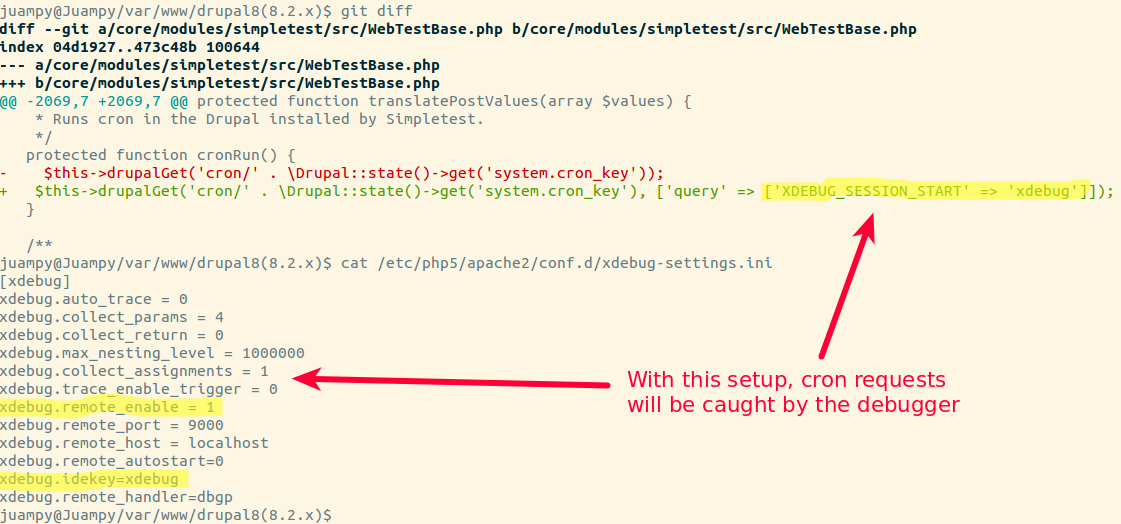 juampy@Juampy/var/www/drupal8(8.2.x)$ git diff
diff --git a/core/modules/simpletest/src/WebTestBase.php b/core/modules/simpletest/src/WebTestBase.php
index 04d1927..473c48b 100644
--- a/core/modules/simpletest/src/WebTestBase.php
+++ b/core/modules/simpletest/src/WebTestBase.php
@@ -2069,7 +2069,7 @@ protected function translatePostValues(array $values) {
    * Runs cron in the Drupal installed by Simpletest.
    */
   protected function cronRun() {
-    $this->drupalGet('cron/' . \Drupal::state()->get('system.cron_key'));
+   $this->drupalGet('cron/' . \Drupal::state()->get('system.cron_key'), ['query' => ['XDEBUG_SESSION_START' => 'xdebug']]);
   }
   /**
juampy@Juampy/var/www/drupal8(8.2.x)$ cat /etc/php5/apache2/conf.d/xdebug-settings.ini
[xdebug]
xdebug.auto_trace = 0
xdebug.collect_params = 4
xdebug.collect_return = 0
xdebug.max_nesting_level = 1000000
xdebug.collect_assignments = 1
xdebug.trace_enable_trigger = 0
xdebug.remote_enable = 1
xdebug.remote_port = 9000
xdebug.remote_host = localhost
xdebug.remote_autostart=0
xdebug.idekey=xdebug
xdebug.remote_handler=dbgp
juampy@Juampy/var/www/drupal8(8.2.x)$
With this setup, cron requests
will be caught by the debugger